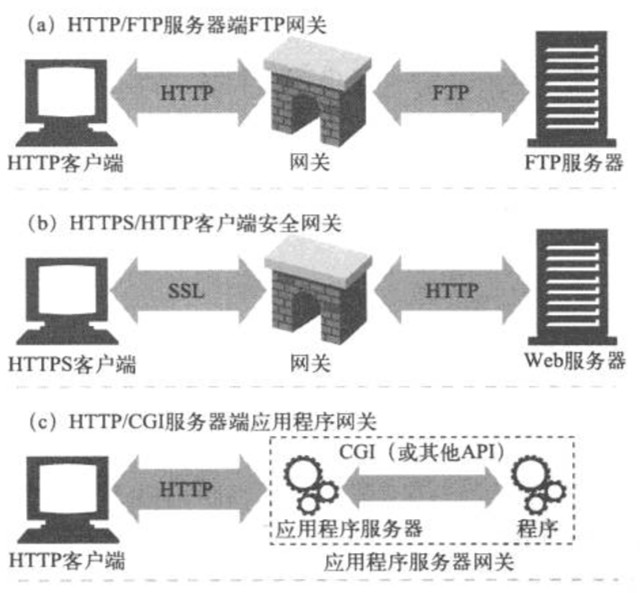 (a) HTTP/FTP服务器端FTP网关
HTTP
FTP
HTTP客户端
网关
FTP服务器
(b) HTTPS/HTTP客户端安全网关
SSL
HTTP
HTTPS客户端
网关
Web服务器
(c) HTTP/CGI服务器端应用程序网关
CGI（或其他API）
HTTP
应用程序服务器
程序
HTTP客户端
应用程序服务器网关